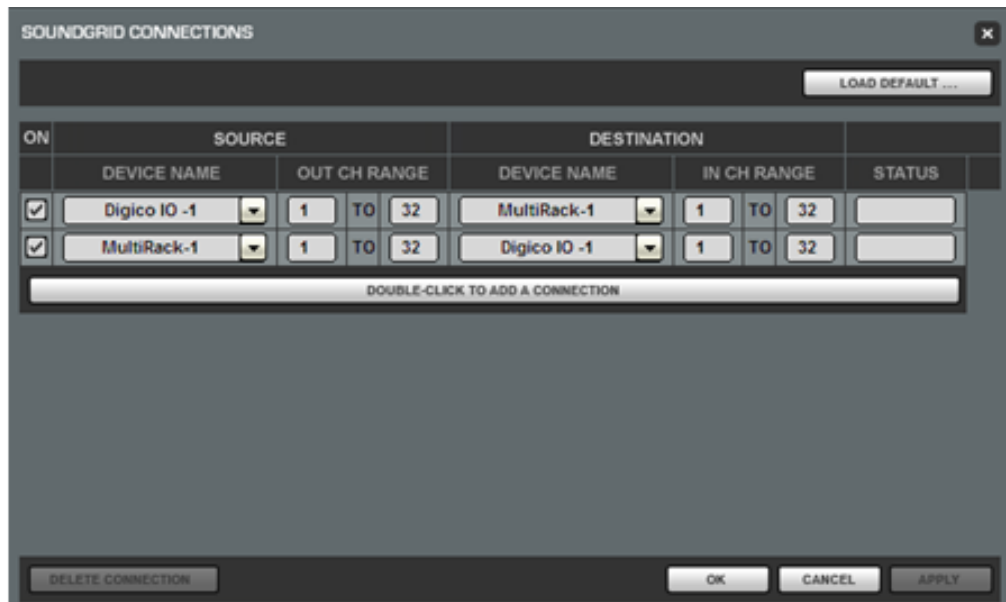 SOUNDGRID CONNECTIONS
LOAD DEFAULT ...
ON SOURCE DESTINATION
DEVICE NAME OUT CH RANGE DEVICE NAME IN CH RANGE STATUS
Digico IO -1 1 TO 32 MultiRack-1 1 TO 32
MultiRack-1 1 TO 32 Digico IO -1 1 TO 32
DOUBLE-CLICK TO ADD A CONNECTION
DELETE CONNECTION OK CANCEL APPLY